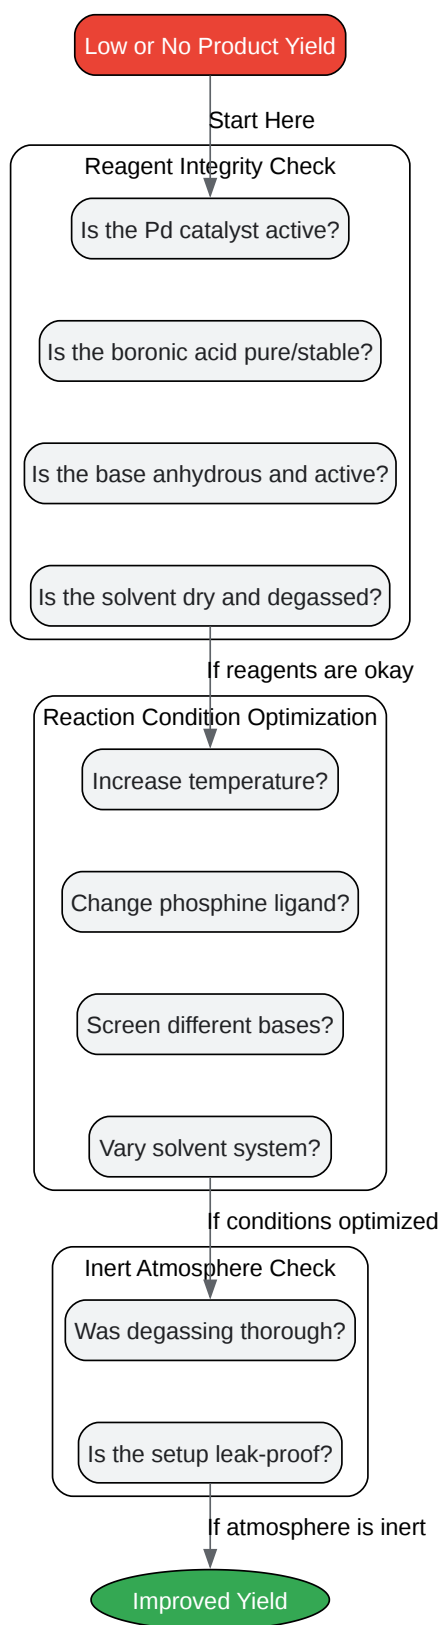 Low or No Product Yield
Start Here
Reagent Integrity Check
Is the Pd catalyst active?
Is the boronic acid pure/stable?
Is the base anhydrous and active?
Is the solvent dry and degassed?
If reagents are okay
Reaction Condition Optimization
Increase temperature?
Change phosphine ligand?
Screen different bases?
Vary solvent system?
If conditions optimized
Inert Atmosphere Check
Was degassing thorough?
Is the setup leak-proof?
If atmosphere is inert
Improved Yield